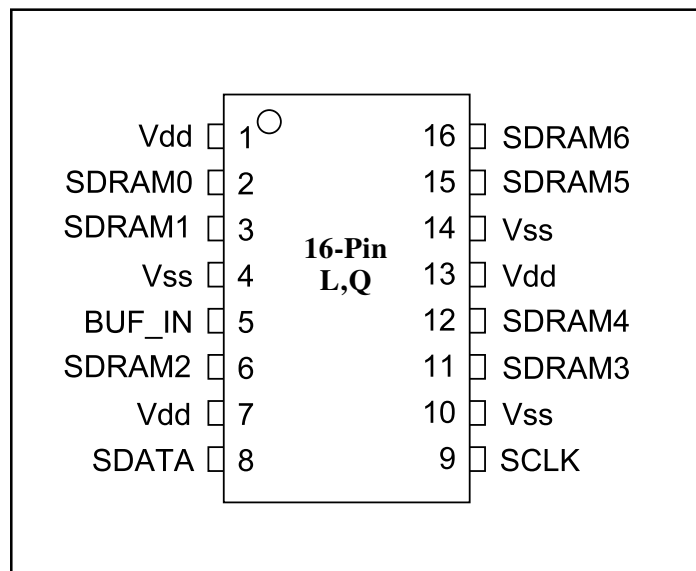 Vdd 1 16 SDRAM6
SDRAM0 2 15 SDRAM5
SDRAM1 3 14 Vss
16-Pin
L,Q
Vss 4 13 Vdd
BUF_IN 5 12 SDRAM4
SDRAM2 6 11 SDRAM3
Vdd 7 10 Vss
SDATA 8 9 SCLK